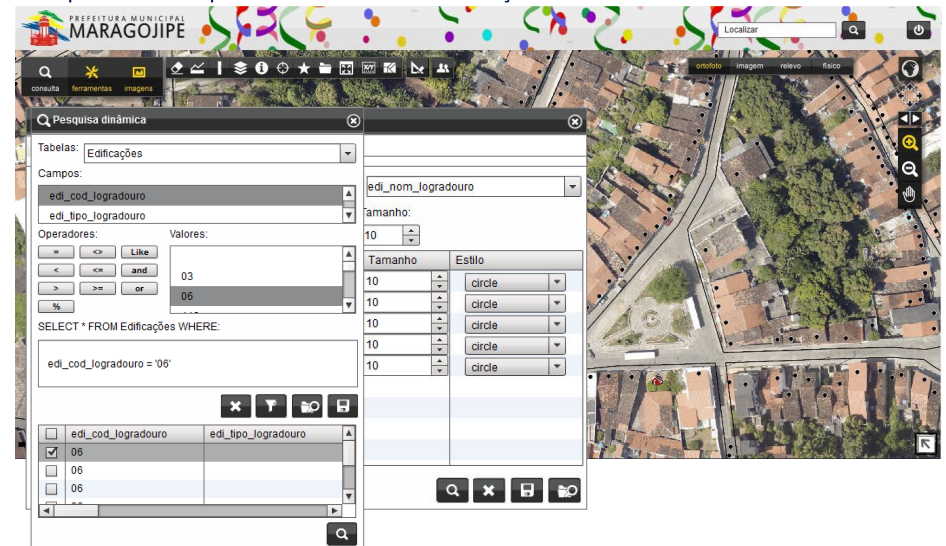 PREFEITURA MUNICIPAL
MARAGOJIPE
Localizar
consulta ferramentas imagens
ortofoto imagem relevo físico
Pesquisa dinâmica
Tabelas: Edificações
Campos:
edi_cod_logradouro
edi_tipo_logradouro
Operadores: Valores:
= <> Like
< <= and
> >= or
%
03
06
SELECT * FROM Edificações WHERE:
edi_cod_logradouro = '06'
edi_cod_logradouro edi_tipo_logradouro
06
06
06
edi_nom_logradouro
Tamanho:
10
Tamanho Estilo
10 circle
10 circle
10 circle
10 circle
10 circle